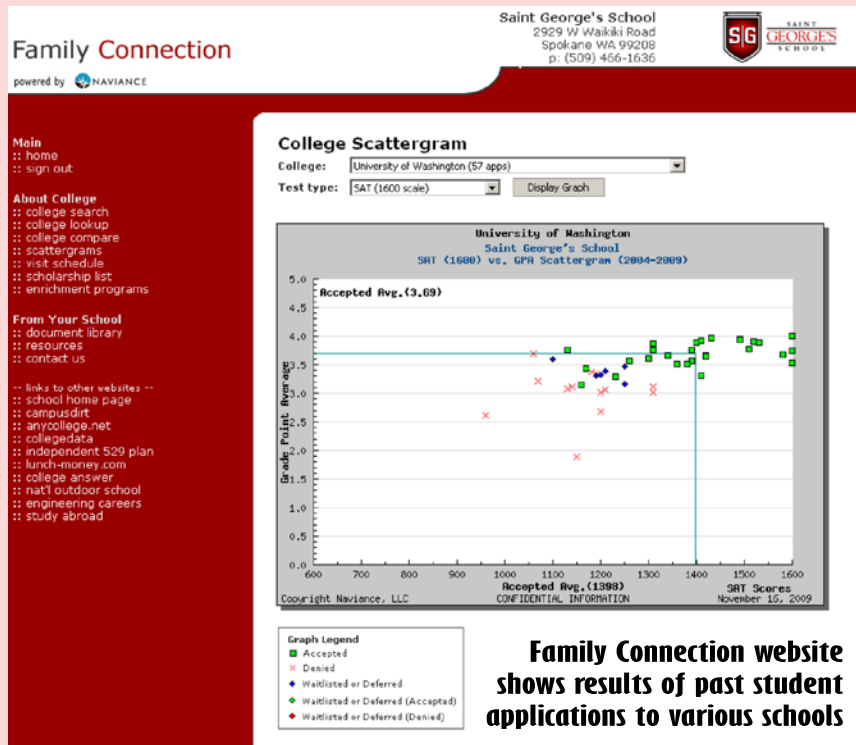 Family Connection
powered by NAVIANCE
Saint George's School
2929 W Waikiki Road
Spokane WA 99208
p: (509) 466-1636
SG
SAINT
GEORGE'S
SCHOOL
Main
:: home
:: sign out
About College
:: college search
:: college lookup
:: college compare
:: scattergrams
:: visit schedule
:: scholarship list
:: enrichment programs
From Your School
:: document library
:: resources
:: contact us
-- links to other websites --
:: school home page
:: campusdirt
:: anycollege.net
:: collegedata
:: independent 529 plan
:: lunch-money.com
:: college answer
:: nat'l outdoor school
:: engineering careers
:: study abroad
College Scattergram
College: University of Washington (57 apps)
Test type: SAT (1600 scale) Display Graph
University of Washington
Saint George's School
SAT (1600) vs. GPA Scattergram (2004-2009)
Accepted Avg.(3.69)
Grade Point Average
5.0
4.5
4.0
3.5
3.0
2.5
2.0
1.5
1.0
0.5
0.0
600 700 800 900 1000 1100 1200 1300 1400 1500 1600
Accepted Avg.(1398) SAT Scores
Copyright Naviance, LLC CONFIDENTIAL INFORMATION November 16, 2009
Graph Legend
Accepted
Denied
Waitlisted or Deferred
Waitlisted or Deferred (Accepted)
Waitlisted or Deferred (Denied)
Family Connection website
shows results of past student
applications to various schools